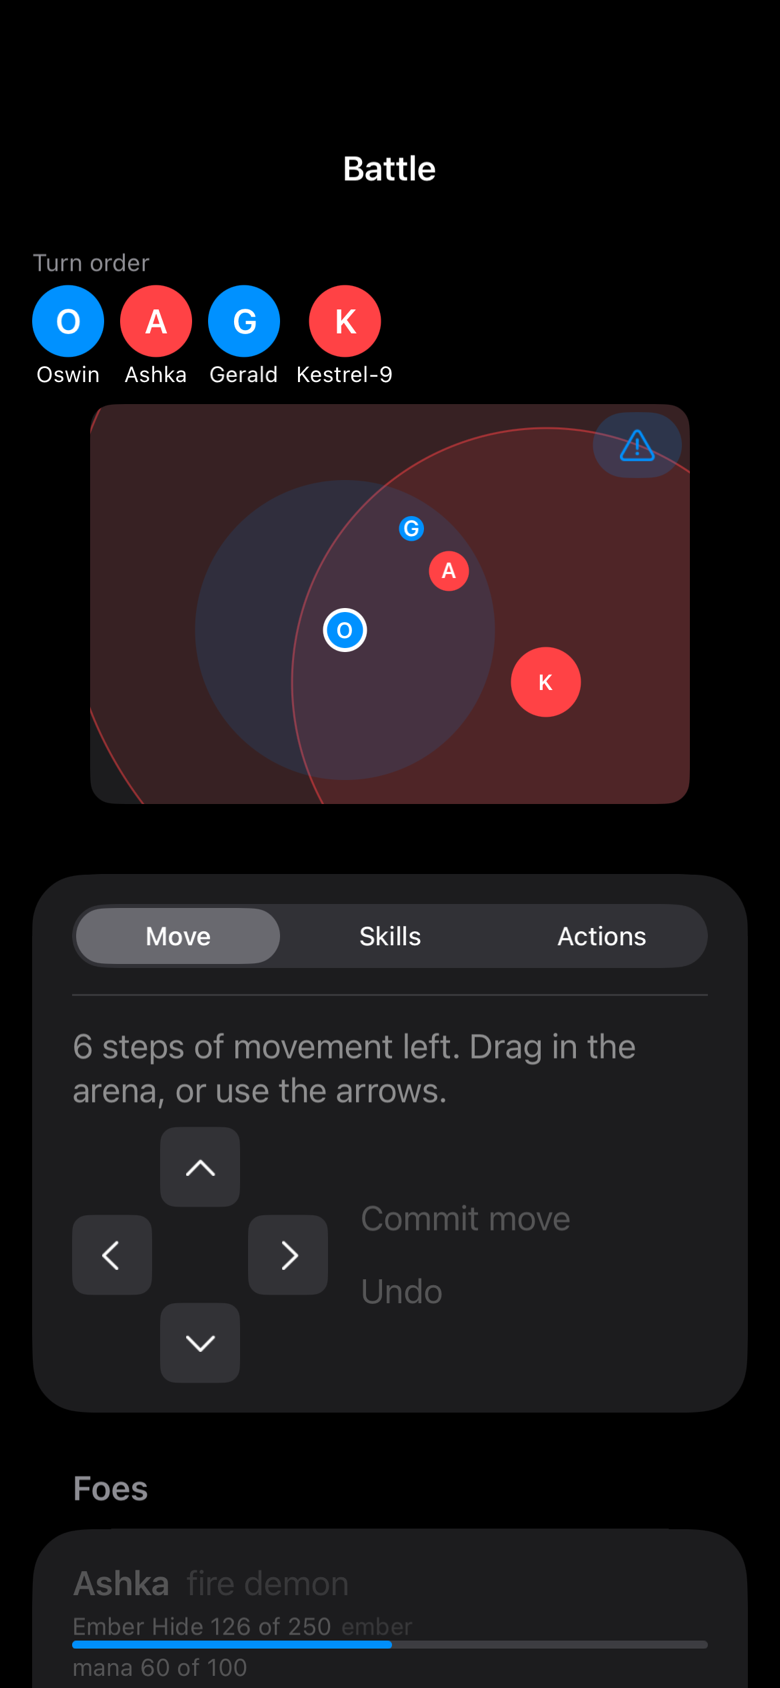 Battle
Turn order
O A G K
Oswin Ashka Gerald Kestrel-9
G
A
O
K
Move Skills Actions
6 steps of movement left. Drag in the
arena, or use the arrows.
Commit move
Undo
Foes
Ashka fire demon
Ember Hide 126 of 250 ember
mana 60 of 100